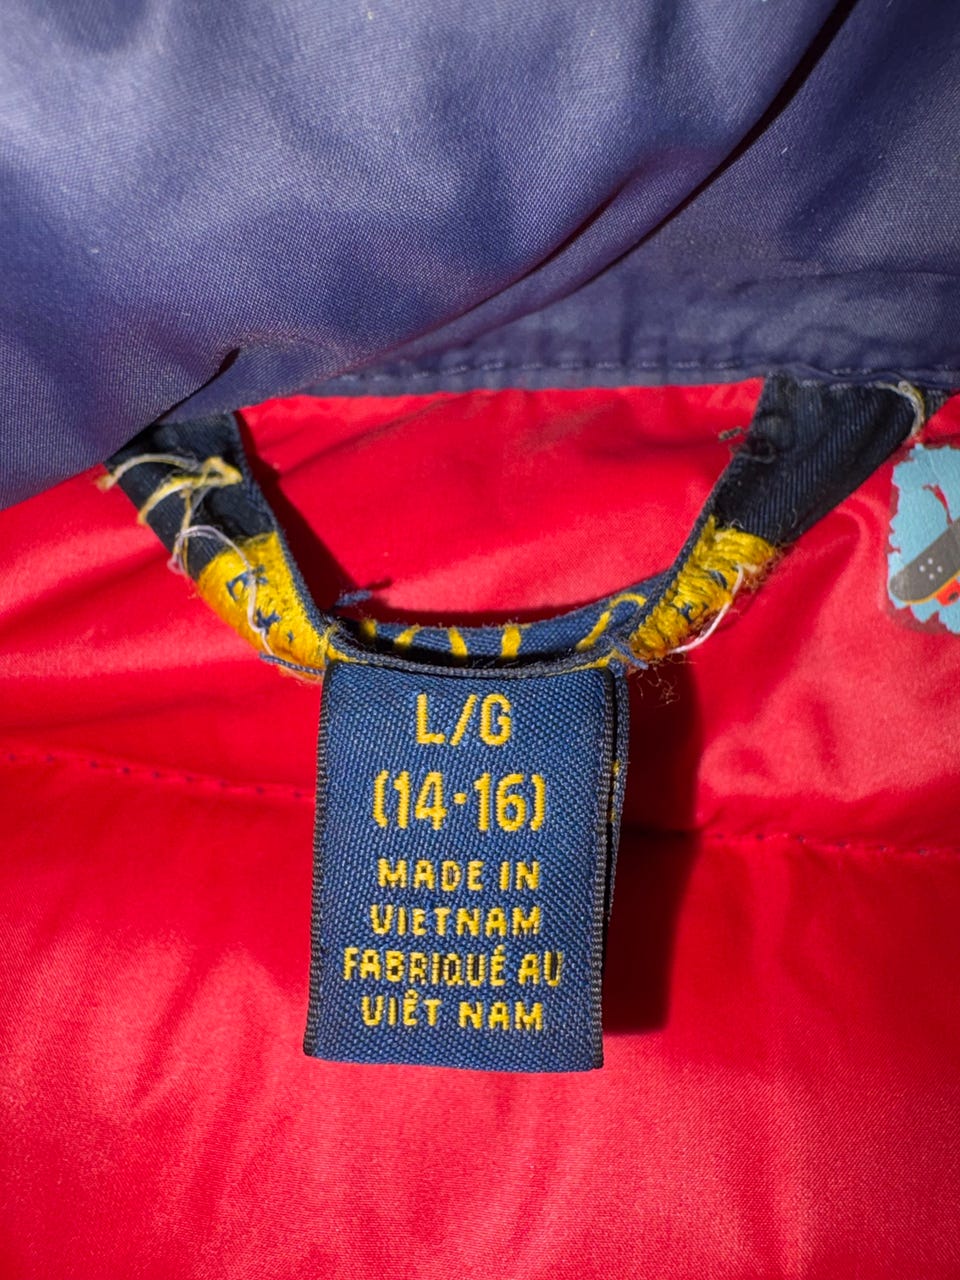 L/G
(14·16)
MADE IN
VIETNAM
FABRIQUÉ AU
VIÊT NAM